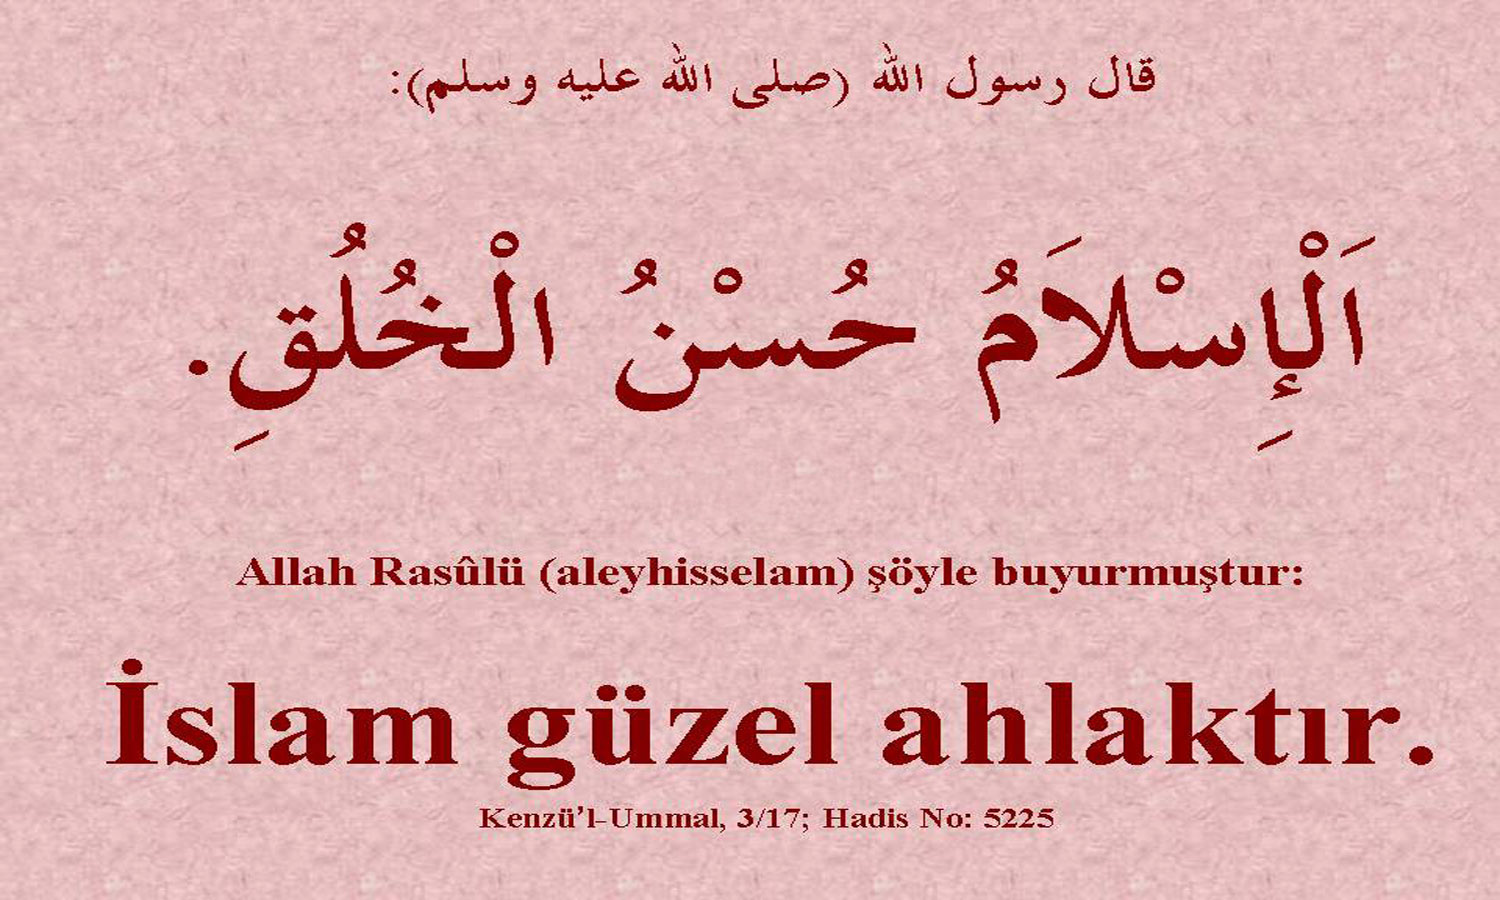 قال رسول الله (صلى الله عليه وسلم):
اَلْإِسْلاَمُ حُسْنُ الْخُلُقِ.
Allah Rasûlü (aleyhisselam) şöyle buyurmuştur:
İslam güzel ahlaktır.
Kenzü’l-Ummal, 3/17; Hadis No: 5225